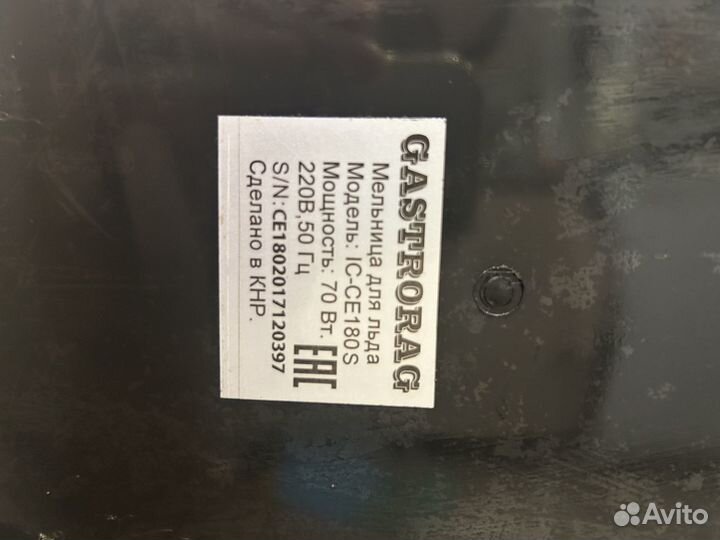 GASTRORAG
Мельница для льда
Модель: IC-CE180S
Мощность: 70 Вт.
220В,50 Гц
S/N:CE1802017120397
Сделано в КНР.
EAC
Avito